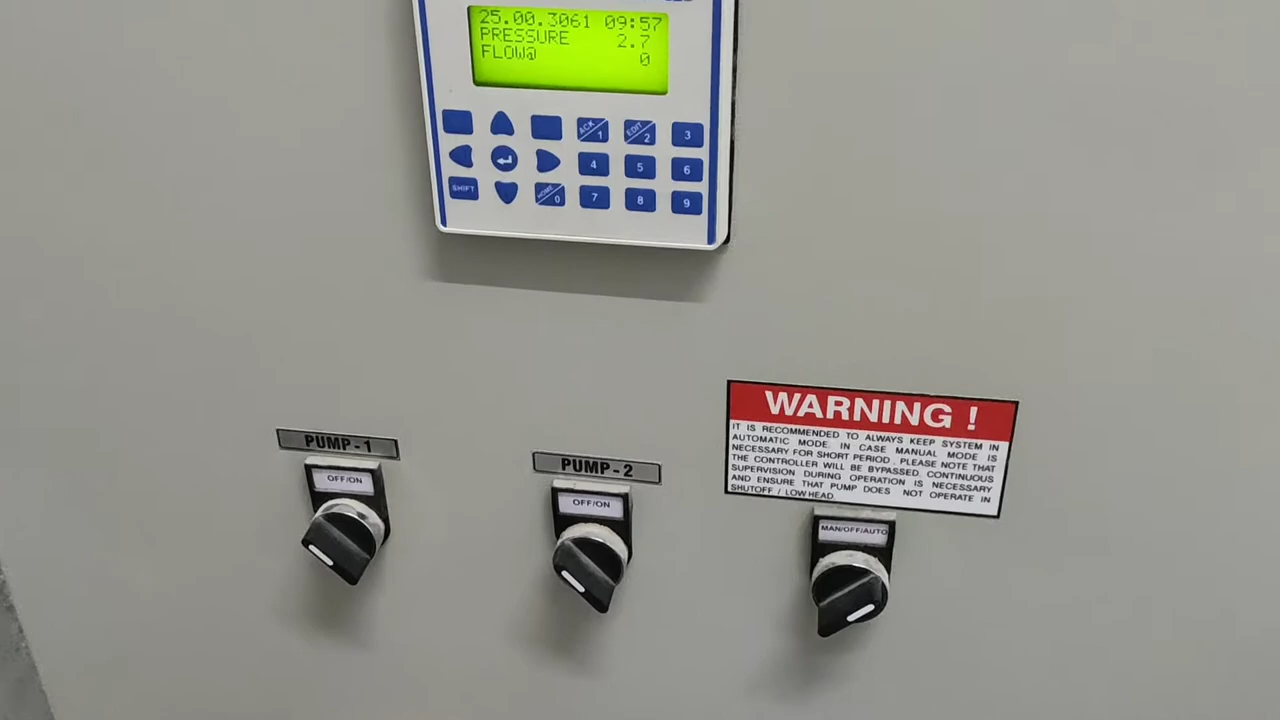 25.00.3061 09:57
PRESSURE 2.7
FLOW@ 0
ACK 1
EDIT 2
3
4
5
6
SHIFT
HOME 0
7
8
9
PUMP-1
OFF/ON
PUMP-2
OFF/ON
WARNING !
IT IS RECOMMENDED TO ALWAYS KEEP SYSTEM IN
AUTOMATIC MODE. IN CASE MANUAL MODE IS
NECESSARY FOR SHORT PERIOD. PLEASE NOTE THAT
THE CONTROLLER WILL BE BYPASSED. CONTINUOUS
SUPERVISION DURING OPERATION IS NECESSARY
AND ENSURE THAT PUMP DOES NOT OPERATE IN
SHUTOFF / LOW HEAD.
MAN/OFF/AUTO